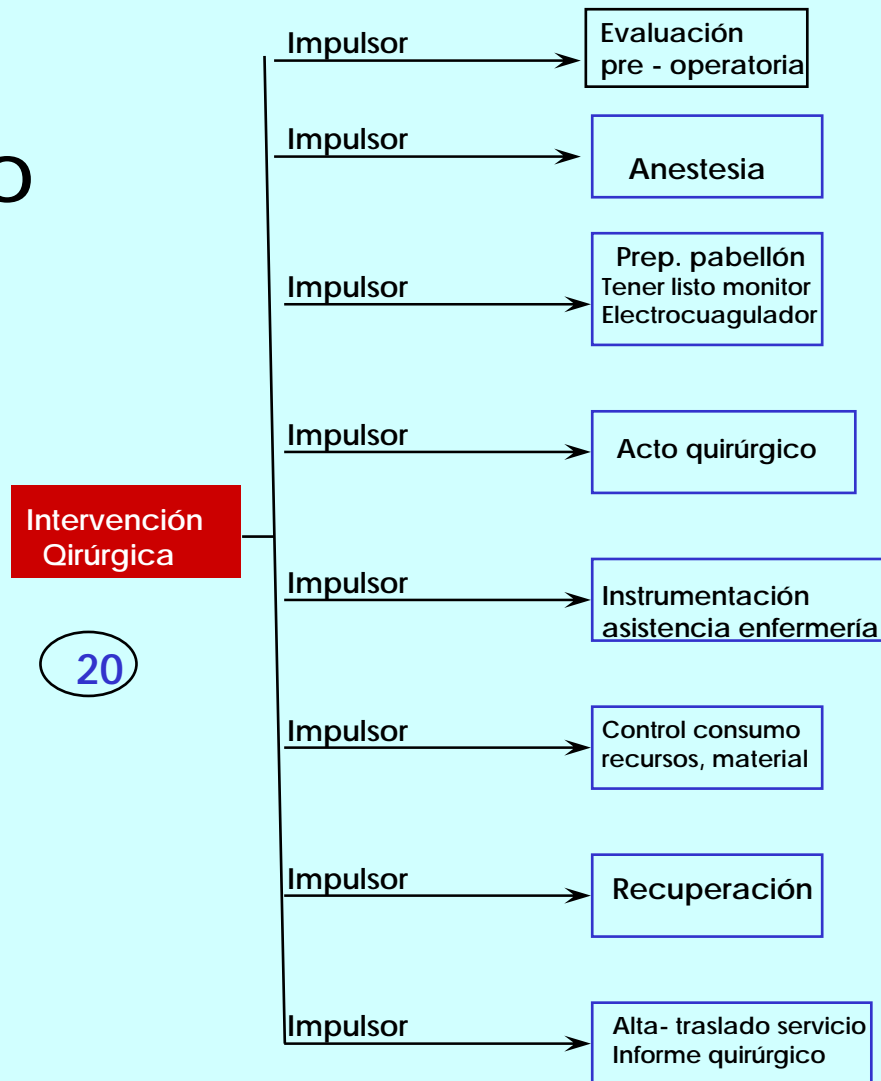 Impulsor
Evaluación
pre - operatoria
Impulsor
Anestesia
Impulsor
Prep. pabellón
Tener listo monitor
Electrocuagulador
Impulsor
Acto quirúrgico
Intervención
Qirúrgica
Impulsor
Instrumentación
asistencia enfermería
20
Impulsor
Control consumo
recursos, material
Impulsor
Recuperación
Impulsor
Alta- traslado servicio
Informe quirúrgico